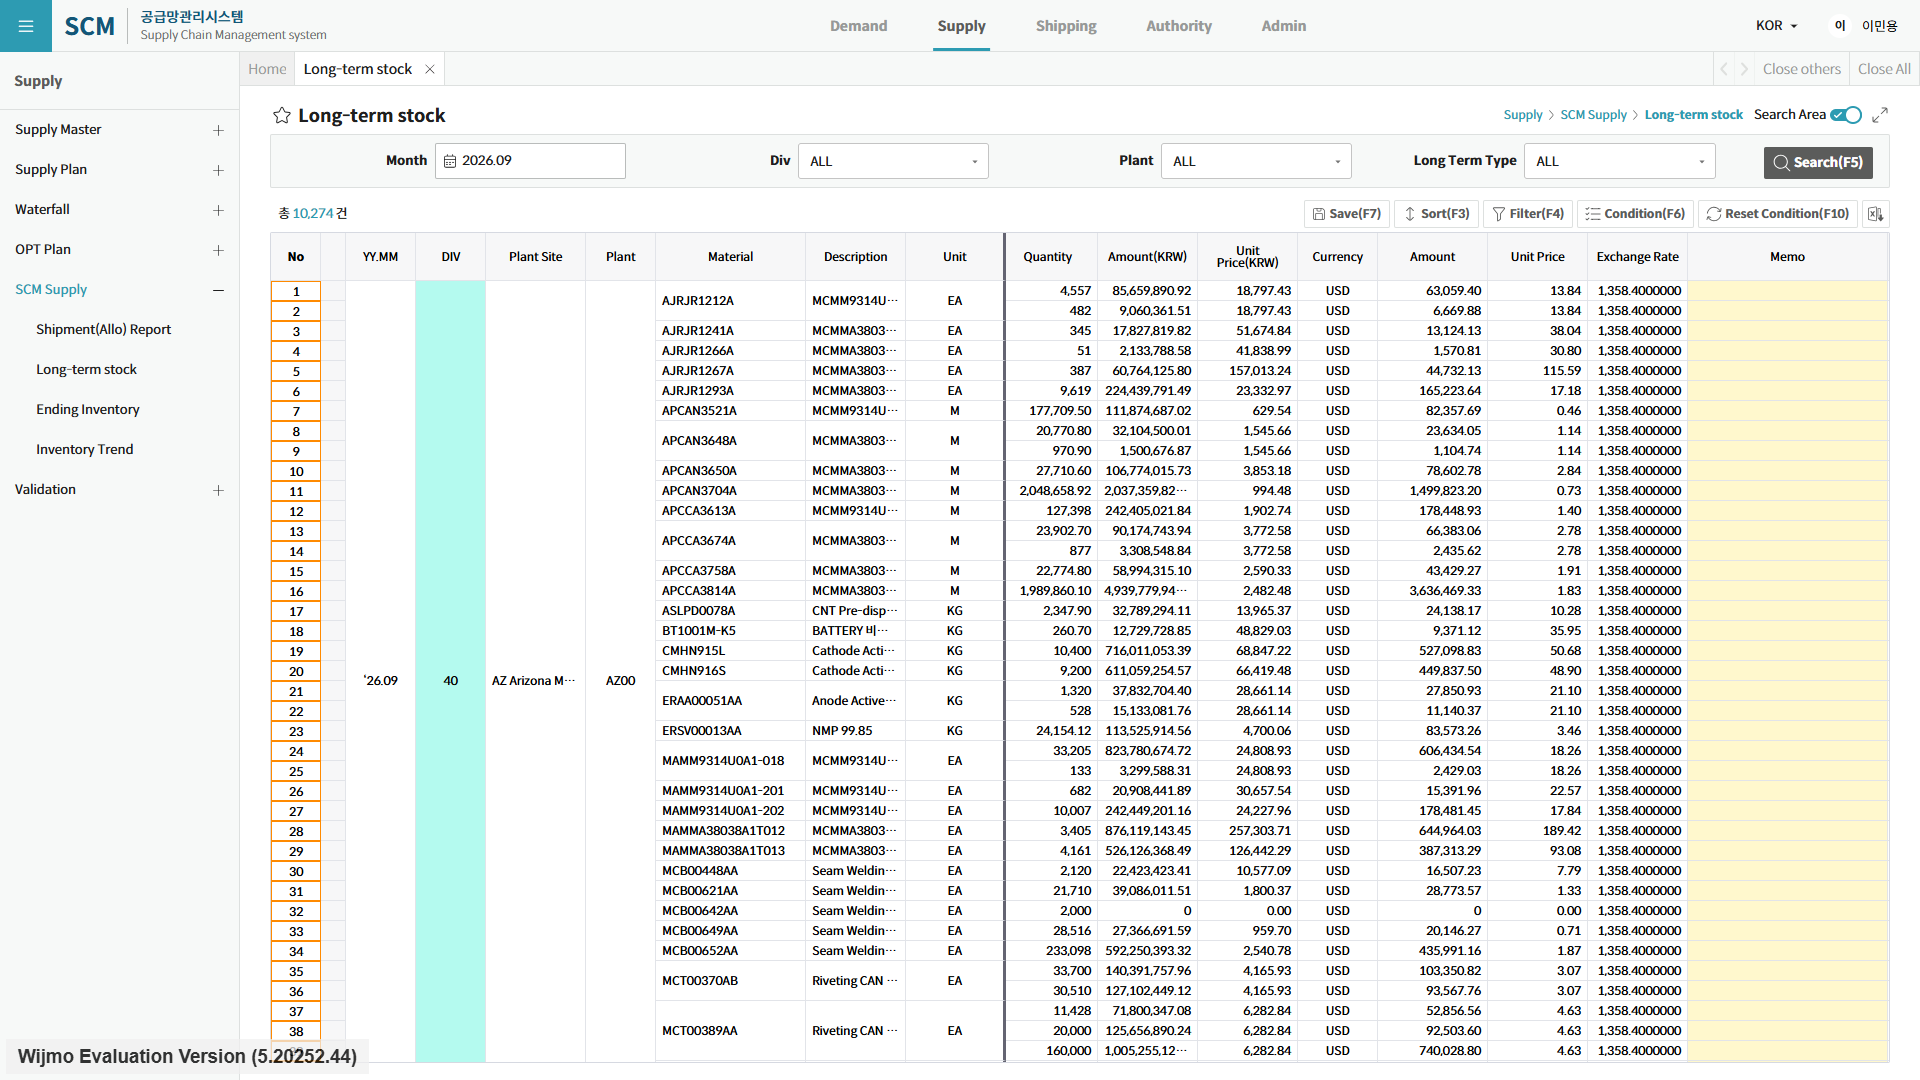 SCM 공급망관리시스템
Supply Chain Management system
Demand Supply Shipping Authority Admin
KOR 이 이민용
Supply
Home Long-term stock Close others Close All
Supply Master
Supply Plan
Waterfall
OPT Plan
SCM Supply
Shipment(Allo) Report
Long-term stock
Ending Inventory
Inventory Trend
Validation
Long-term stock
Supply > SCM Supply > Long-term stock Search Area
Month 2026.09 Div ALL Plant ALL Long Term Type ALL Search(F5)
총 10,274 건 Save(F7) Sort(F3) Filter(F4) Condition(F6) Reset Condition(F10)
No YY.MM DIV Plant Site Plant Material Description Unit Quantity Amount(KRW) Unit Price(KRW) Currency Amount Unit Price Exchange Rate Memo
'26.09 40 AZ Arizona M··· AZ00
1 AJRJR1212A MCMM9314U··· EA 4,557 85,659,890.92 18,797.43 USD 63,059.40 13.84 1,358.4000000
2 482 9,060,361.51 18,797.43 USD 6,669.88 13.84 1,358.4000000
3 AJRJR1241A MCMMA3803··· EA 345 17,827,819.82 51,674.84 USD 13,124.13 38.04 1,358.4000000
4 AJRJR1266A MCMMA3803··· EA 51 2,133,788.58 41,838.99 USD 1,570.81 30.80 1,358.4000000
5 AJRJR1267A MCMMA3803··· EA 387 60,764,125.80 157,013.24 USD 44,732.13 115.59 1,358.4000000
6 AJRJR1293A MCMMA3803··· EA 9,619 224,439,791.49 23,332.97 USD 165,223.64 17.18 1,358.4000000
7 APCAN3521A MCMM9314U··· M 177,709.50 111,874,687.02 629.54 USD 82,357.69 0.46 1,358.4000000
8 APCAN3648A MCMMA3803··· M 20,770.80 32,104,500.01 1,545.66 USD 23,634.05 1.14 1,358.4000000
9 970.90 1,500,676.87 1,545.66 USD 1,104.74 1.14 1,358.4000000
10 APCAN3650A MCMMA3803··· M 27,710.60 106,774,015.73 3,853.18 USD 78,602.78 2.84 1,358.4000000
11 APCAN3704A MCMMA3803··· M 2,048,658.92 2,037,359,82··· 994.48 USD 1,499,823.20 0.73 1,358.4000000
12 APCCA3613A MCMM9314U··· M 127,398 242,405,021.84 1,902.74 USD 178,448.93 1.40 1,358.4000000
13 APCCA3674A MCMMA3803··· M 23,902.70 90,174,743.94 3,772.58 USD 66,383.06 2.78 1,358.4000000
14 877 3,308,548.84 3,772.58 USD 2,435.62 2.78 1,358.4000000
15 APCCA3758A MCMMA3803··· M 22,774.80 58,994,315.10 2,590.33 USD 43,429.27 1.91 1,358.4000000
16 APCCA3814A MCMMA3803··· M 1,989,860.10 4,939,779,94··· 2,482.48 USD 3,636,469.33 1.83 1,358.4000000
17 ASLPD0078A CNT Pre-disp··· KG 2,347.90 32,789,294.11 13,965.37 USD 24,138.17 10.28 1,358.4000000
18 BT1001M-K5 BATTERY 비··· KG 260.70 12,729,728.85 48,829.03 USD 9,371.12 35.95 1,358.4000000
19 CMHN915L Cathode Acti··· KG 10,400 716,011,053.39 68,847.22 USD 527,098.83 50.68 1,358.4000000
20 CMHN916S Cathode Acti··· KG 9,200 611,059,254.57 66,419.48 USD 449,837.50 48.90 1,358.4000000
21 ERAA00051AA Anode Active··· KG 1,320 37,832,704.40 28,661.14 USD 27,850.93 21.10 1,358.4000000
22 528 15,133,081.76 28,661.14 USD 11,140.37 21.10 1,358.4000000
23 ERSV00013AA NMP 99.85 KG 24,154.12 113,525,914.56 4,700.06 USD 83,573.26 3.46 1,358.4000000
24 MAMM9314U0A1-018 MCMM9314U··· EA 33,205 823,780,674.72 24,808.93 USD 606,434.54 18.26 1,358.4000000
25 133 3,299,588.31 24,808.93 USD 2,429.03 18.26 1,358.4000000
26 MAMM9314U0A1-201 MCMM9314U··· EA 682 20,908,441.89 30,657.54 USD 15,391.96 22.57 1,358.4000000
27 MAMM9314U0A1-202 MCMM9314U··· EA 10,007 242,449,201.16 24,227.96 USD 178,481.45 17.84 1,358.4000000
28 MAMMA38038A1T012 MCMMA3803··· EA 3,405 876,119,143.45 257,303.71 USD 644,964.03 189.42 1,358.4000000
29 MAMMA38038A1T013 MCMMA3803··· EA 4,161 526,126,368.49 126,442.29 USD 387,313.29 93.08 1,358.4000000
30 MCB00448AA Seam Weldin··· EA 2,120 22,423,423.41 10,577.09 USD 16,507.23 7.79 1,358.4000000
31 MCB00621AA Seam Weldin··· EA 21,710 39,086,011.51 1,800.37 USD 28,773.57 1.33 1,358.4000000
32 MCB00642AA Seam Weldin··· EA 2,000 0 0.00 USD 0 0.00 1,358.4000000
33 MCB00649AA Seam Weldin··· EA 28,516 27,366,691.59 959.70 USD 20,146.27 0.71 1,358.4000000
34 MCB00652AA Seam Weldin··· EA 233,098 592,250,393.32 2,540.78 USD 435,991.16 1.87 1,358.4000000
35 MCT00370AB Riveting CAN ··· EA 33,700 140,391,757.96 4,165.93 USD 103,350.82 3.07 1,358.4000000
36 30,510 127,102,449.12 4,165.93 USD 93,567.76 3.07 1,358.4000000
37 11,428 71,800,347.08 6,282.84 USD 52,856.56 4.63 1,358.4000000
38 MCT00389AA Riveting CAN ··· EA 20,000 125,656,890.24 6,282.84 USD 92,503.60 4.63 1,358.4000000
160,000 1,005,255,12··· 6,282.84 USD 740,028.80 4.63 1,358.4000000
Wijmo Evaluation Version (5.20252.44)